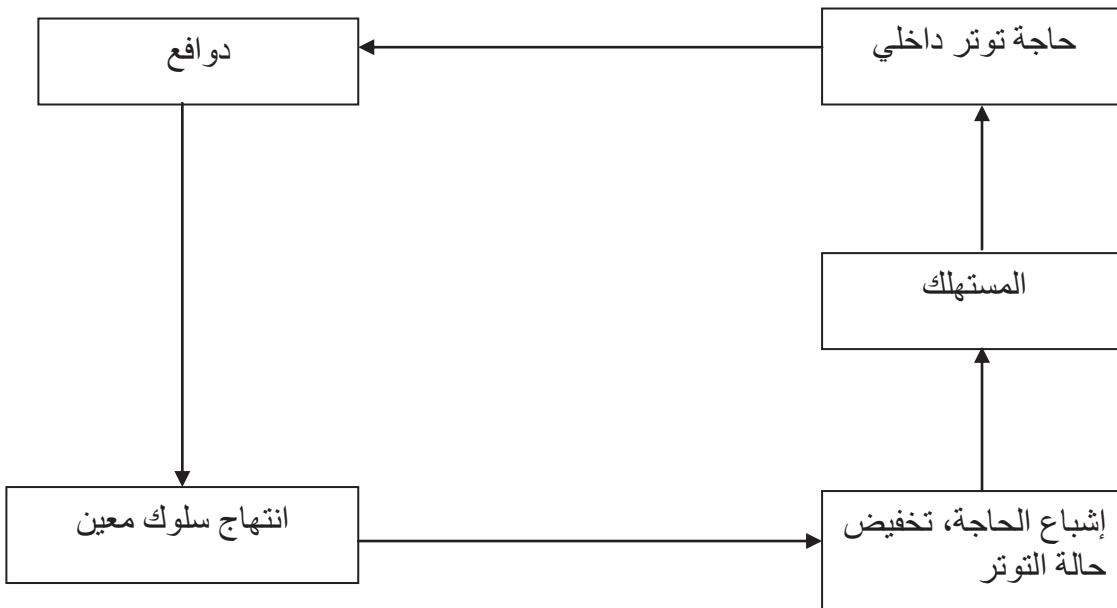 حاجة توتر داخلي
دوافع
المستهلك
انتهاج سلوك معين
إشباع الحاجة، تخفيض
حالة التوتر